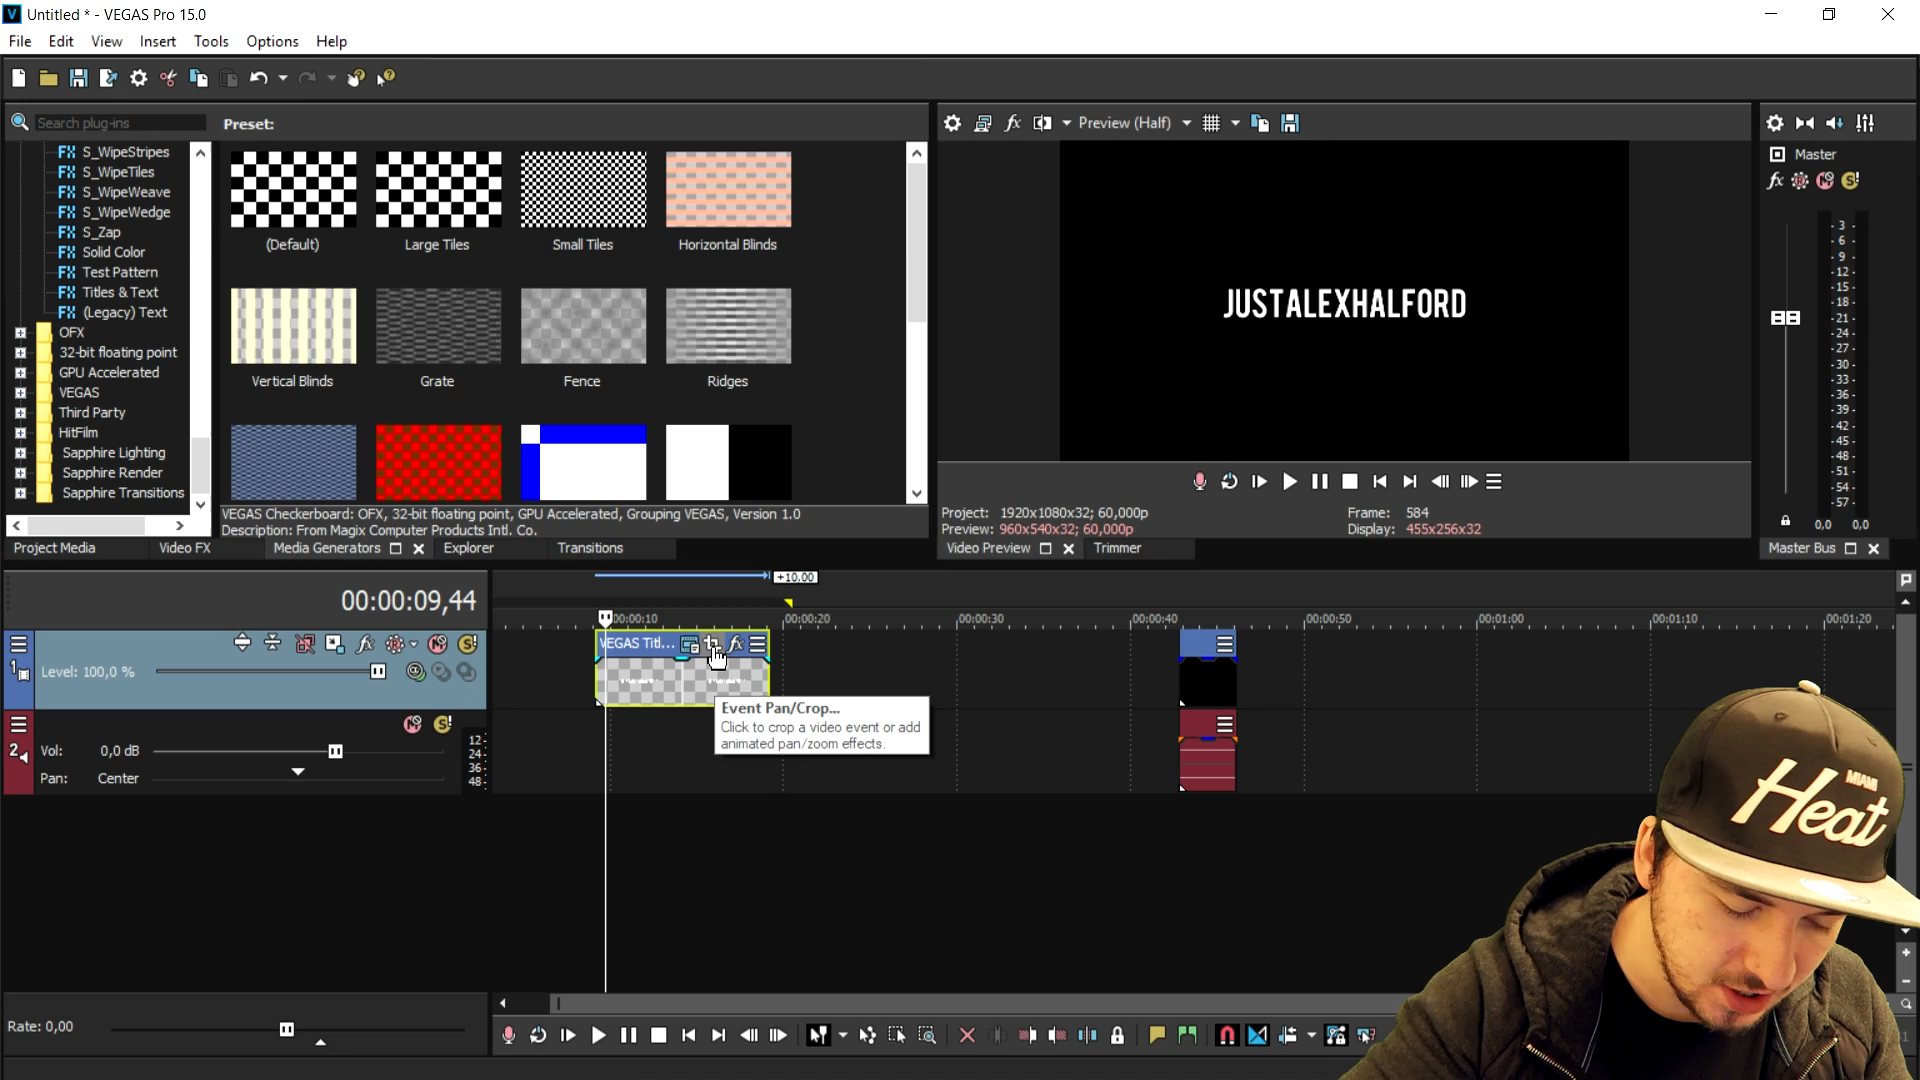 Untitled * - VEGAS Pro 15.0
File Edit View Insert Tools Options Help
Search plug-ins
Preset:
S_WipeStripes
S_WipeTiles
S_WipeWeave
S_WipeWedge
S_Zap
Solid Color
Test Pattern
Titles & Text
(Legacy) Text
OFX
32-bit floating point
GPU Accelerated
VEGAS
Third Party
HitFilm
Sapphire Lighting
Sapphire Render
Sapphire Transitions
(Default) Large Tiles Small Tiles Horizontal Blinds
Vertical Blinds Grate Fence Ridges
VEGAS Checkerboard: OFX, 32-bit floating point, GPU Accelerated, Grouping VEGAS, Version 1.0
Description: From Magix Computer Products Intl. Co.
Project Media Video FX Media Generators Explorer Transitions
Preview (Half)
JUSTALEXHALFORD
Project: 1920x1080x32; 60,000p
Preview: 960x540x32; 60,000p
Frame: 584
Display: 455x256x32
Video Preview Trimmer
Master
- 3 -
- 6 -
- 9 -
-12-
-15-
-18-
-21-
-24-
-27-
-30-
-33-
-36-
-39-
-42-
-45-
-48-
-51-
-54-
-57-
0,0 0,0
Master Bus
00:00:09,44
+10.00
00:00:10 00:00:20 00:00:30 00:00:40 00:00:50 00:01:00 00:01:10 00:01:20
1
Level: 100,0 %
VEGAS Titl...
Event Pan/Crop...
Click to crop a video event or add
animated pan/zoom effects.
2
Vol: 0,0 dB
Pan: Center
12-
24-
36-
48-
Rate: 0,00
MIAMI
Heat